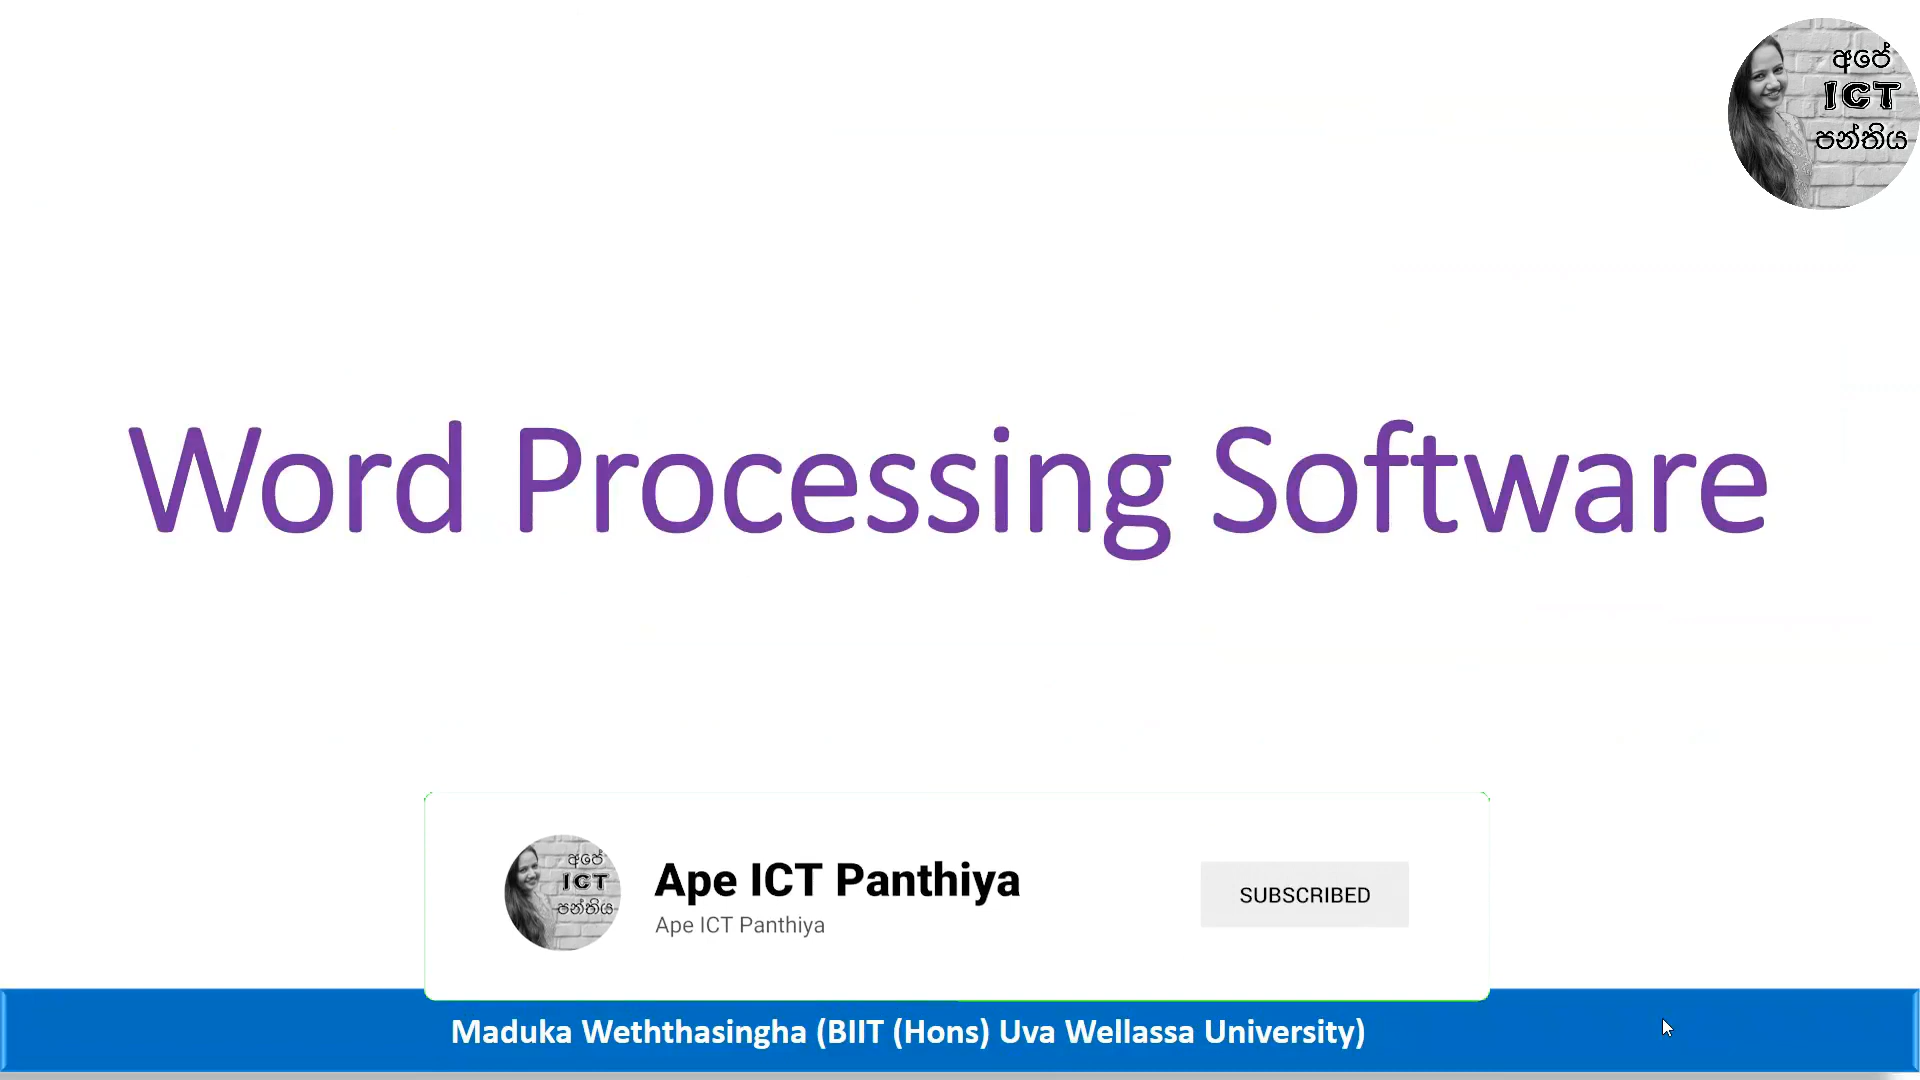 අපේ
ICT
පන්තිය
Word Processing Software
අපේ
ICT
පන්තිය
Ape ICT Panthiya
Ape ICT Panthiya
SUBSCRIBED
Maduka Weththasingha (BIIT (Hons) Uva Wellassa University)